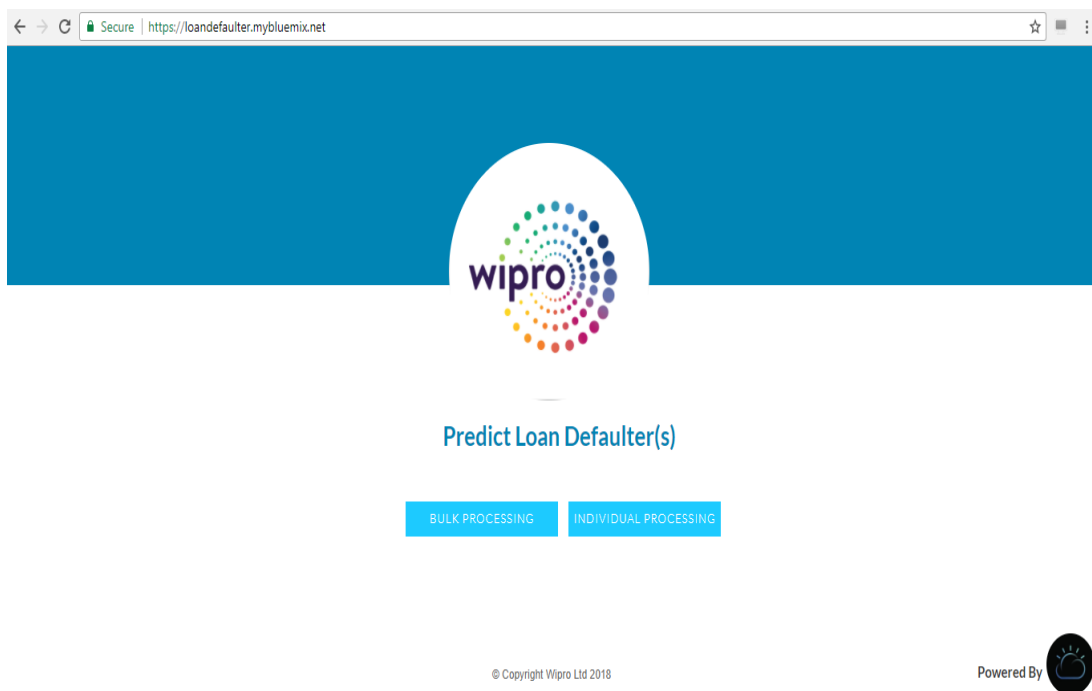 Secure | https://loandefaulter.mybluemix.net
wipro
Predict Loan Defaulter(s)
BULK PROCESSING
INDIVIDUAL PROCESSING
© Copyright Wipro Ltd 2018
Powered By